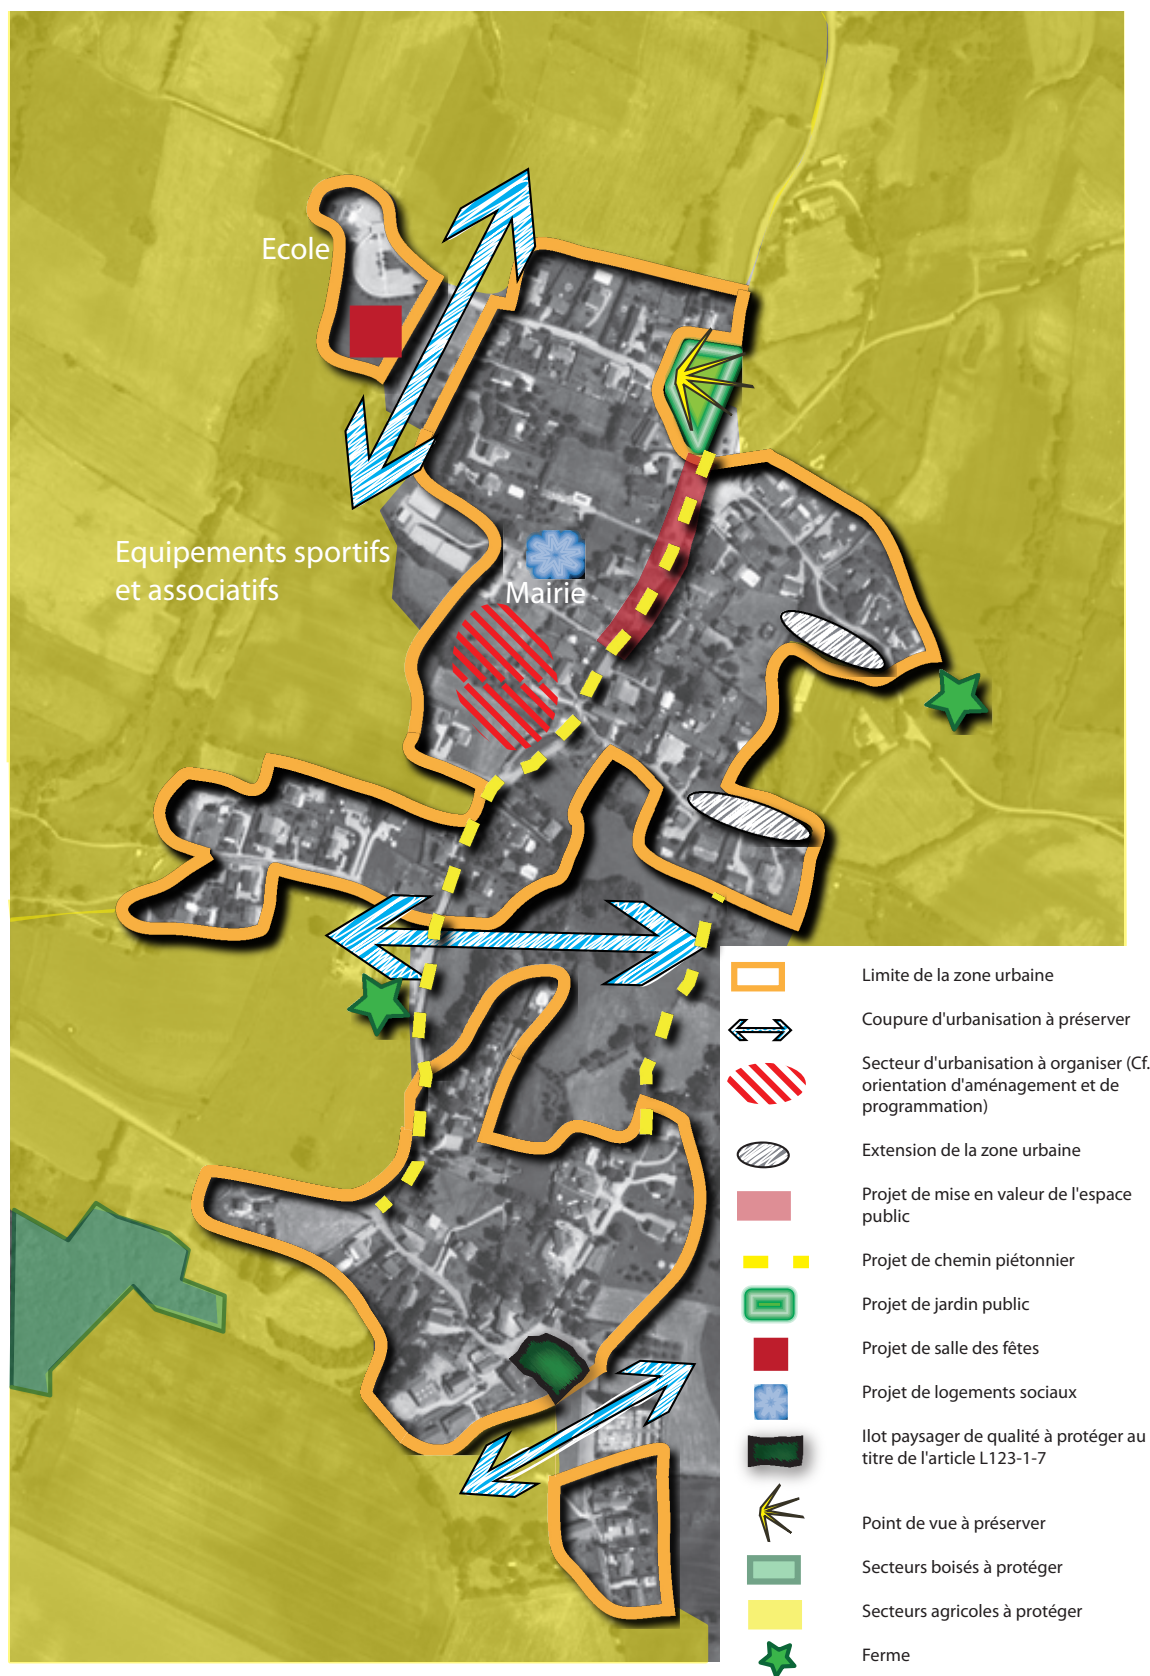 Ecole
Equipements sportifs
et associatifs
Mairie
Limite de la zone urbaine
Coupure d'urbanisation à préserver
Secteur d'urbanisation à organiser (Cf.
orientation d'aménagement et de
programmation)
Extension de la zone urbaine
Projet de mise en valeur de l'espace
public
Projet de chemin piétonnier
Projet de jardin public
Projet de salle des fêtes
Projet de logements sociaux
Ilot paysager de qualité à protéger au
titre de l'article L123-1-7
Point de vue à préserver
Secteurs boisés à protéger
Secteurs agricoles à protéger
Ferme